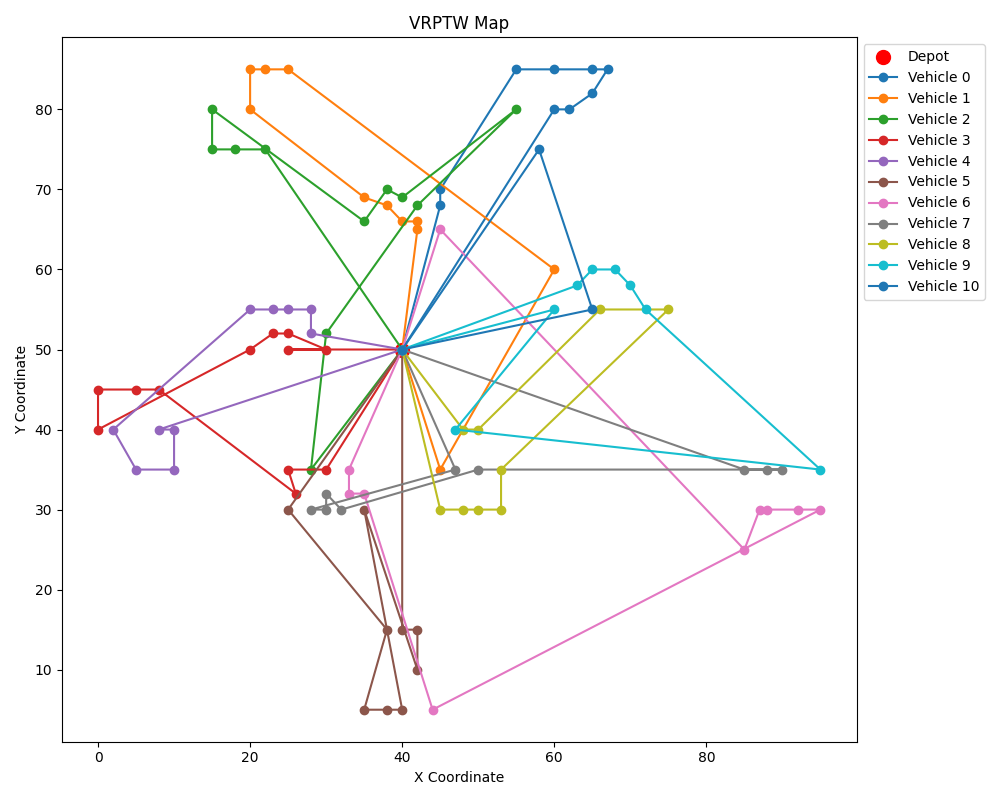 VRPTW Map
Y Coordinate
80
70
60
50
40
30
20
10
0
20
40
60
80
X Coordinate
Depot
Vehicle 0
Vehicle 1
Vehicle 2
Vehicle 3
Vehicle 4
Vehicle 5
Vehicle 6
Vehicle 7
Vehicle 8
Vehicle 9
Vehicle 10